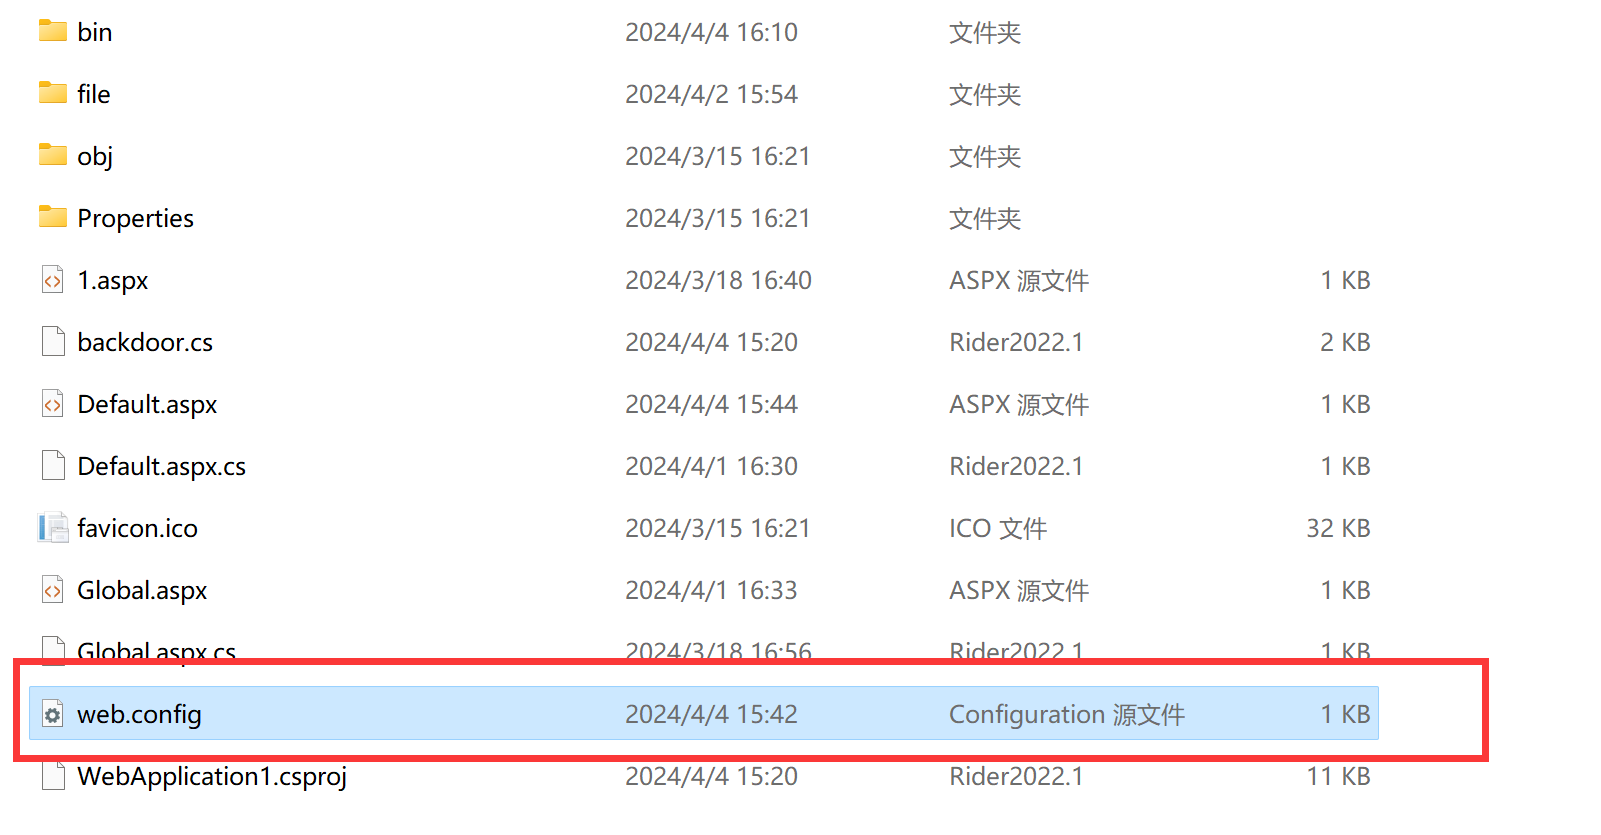 bin 2024/4/4 16:10 文件夹
file 2024/4/2 15:54 文件夹
obj 2024/3/15 16:21 文件夹
Properties 2024/3/15 16:21 文件夹
1.aspx 2024/3/18 16:40 ASPX 源文件 1 KB
backdoor.cs 2024/4/4 15:20 Rider2022.1 2 KB
Default.aspx 2024/4/4 15:44 ASPX 源文件 1 KB
Default.aspx.cs 2024/4/1 16:30 Rider2022.1 1 KB
favicon.ico 2024/3/15 16:21 ICO 文件 32 KB
Global.aspx 2024/4/1 16:33 ASPX 源文件 1 KB
Global.aspx.cs 2024/3/18 16:56 Rider2022.1 1 KB
web.config 2024/4/4 15:42 Configuration 源文件 1 KB
WebApplication1.csproj 2024/4/4 15:20 Rider2022.1 11 KB